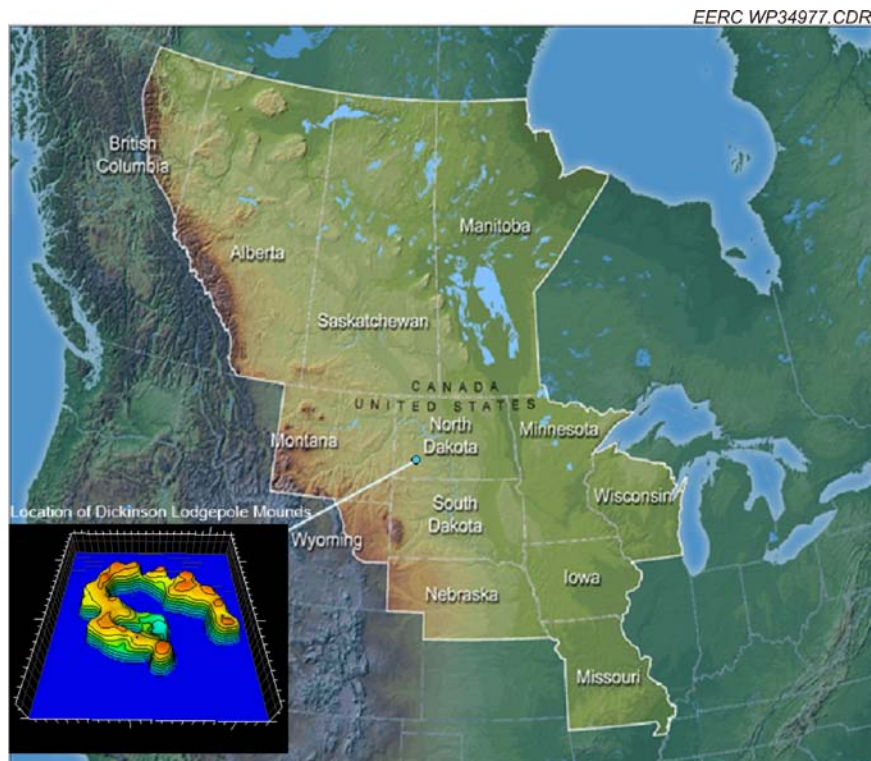 EERC WP34977.CDR
British
Columbia
Alberta
Manitoba
Saskatchewan
CANADA
UNITED STATES
Montana
North
Dakota
Minnesota
Location of Dickinson Lodgepole Mounds
South
Dakota
Wisconsin
Wyoming
Nebraska
Iowa
Missouri